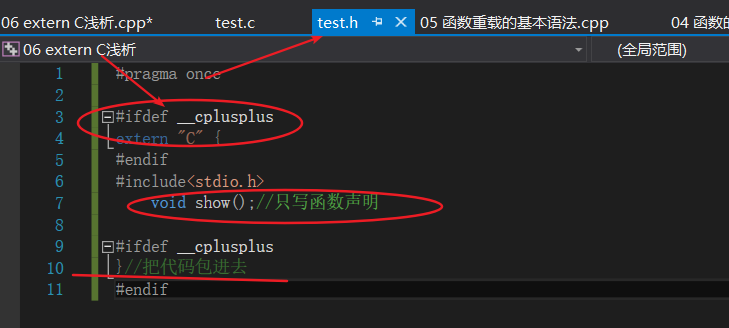 06 extern C浅析.cpp* test.c test.h 05 函数重载的基本语法.cpp 04 函数的
06 extern C浅析 (全局范围)
1 #pragma once
2
3 #ifdef __cplusplus
4 extern "C" {
5 #endif
6 #include<stdio.h>
7 void show();//只写函数声明
8
9 #ifdef __cplusplus
10 }//把代码包进去
11 #endif